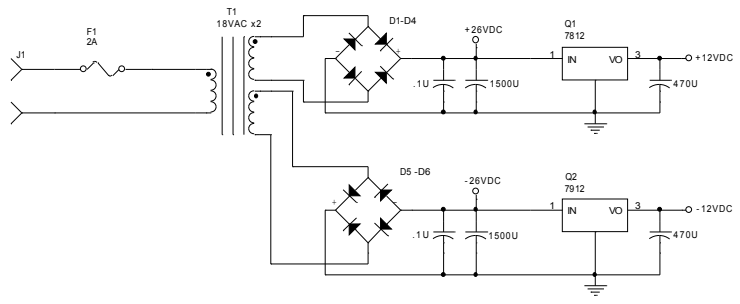 T1
18VAC x2
F1
2A
J1
D1-D4
+26VDC
Q1
7812
1
IN
VO
3
+12VDC
-
+
.1U
1500U
470U
D5 -D6
-26VDC
Q2
7912
1
IN
VO
3
-12VDC
+
-
.1U
1500U
470U